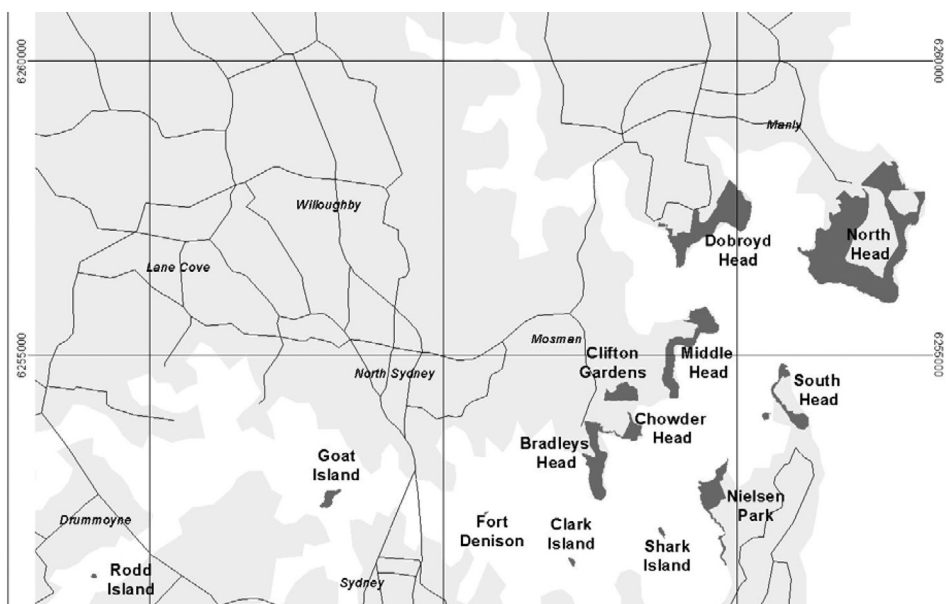 6260000
6260000
Manly
Willoughby
Dobroyd
Head
North
Head
Lane Cove
Mosman
6255000
6255000
Clifton
Gardens
Middle
Head
North Sydney
South
Head
Chowder
Head
Bradleys
Head
Goat
Island
Nielsen
Park
Drummoyne
Fort
Denison
Clark
Island
Shark
Island
Rodd
Island
Sydney